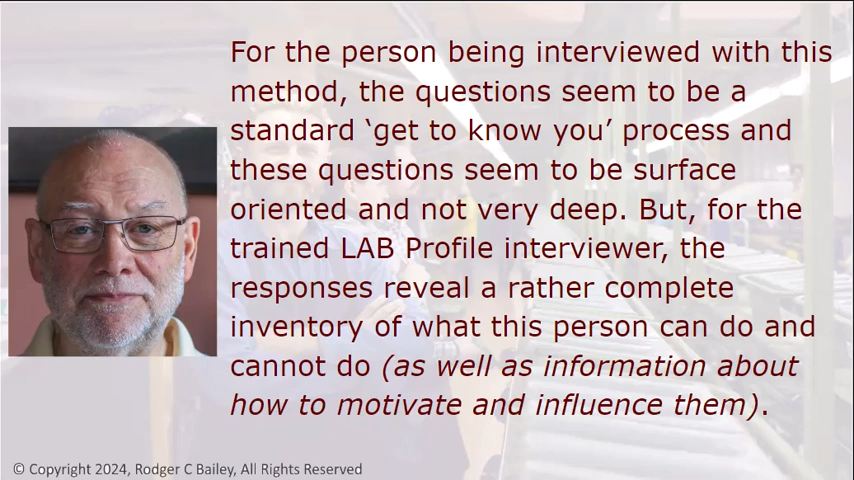 For the person being interviewed with this
method, the questions seem to be a
standard ‘get to know you’ process and
these questions seem to be surface
oriented and not very deep. But, for the
trained LAB Profile interviewer, the
responses reveal a rather complete
inventory of what this person can do and
cannot do (as well as information about
how to motivate and influence them).
© Copyright 2024, Rodger C Bailey, All Rights Reserved